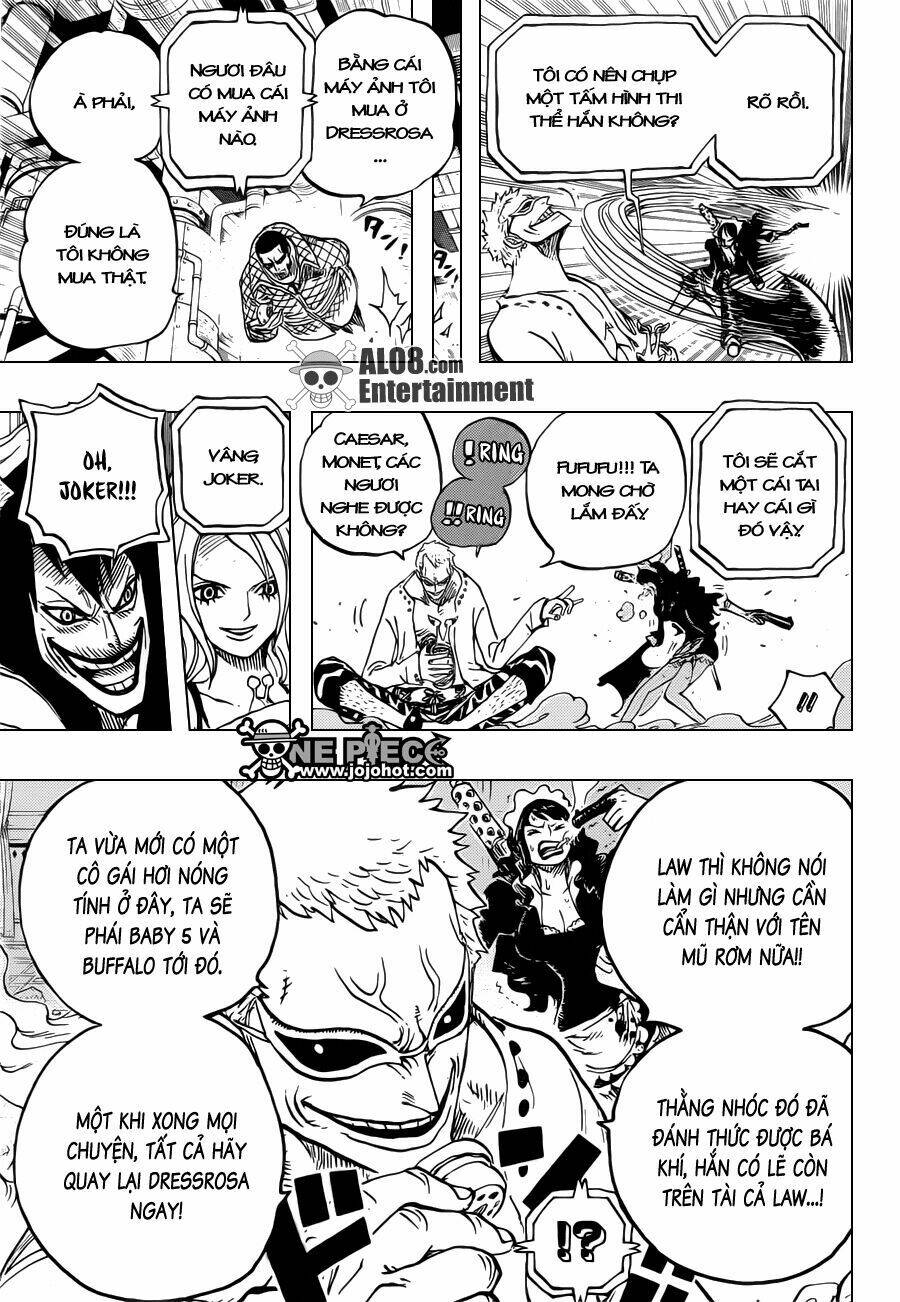 RÕ RỒI.
TÔI CÓ NÊN CHỤP
MỘT TẤM HÌNH THI
THỂ HẮN KHÔNG?
BẰNG CÁI
MÁY ẢNH TÔI
MUA Ở
DRESSROSA
...
NGƯƠI ĐÂU
CÓ MUA CÁI
MÁY ẢNH
NÀO.
À PHẢI,
ĐÚNG LÀ
TÔI KHÔNG
MUA THẬT.
ALO8.com
Entertainment
TÔI SẼ CẮT
MỘT CÁI TAI
HAY CÁI GÌ
ĐÓ VẬY.
FUFUFU!!! TA
MONG CHỜ
LẮM ĐẤY.
!RING
!!RING
CAESAR,
MONET, CÁC
NGƯƠI
NGHE ĐƯỢC
KHÔNG?
VÂNG
JOKER.
OH,
JOKER!!!
ONE PIECE
www.jojohot.com
LAW THÌ KHÔNG NÓI
LÀM GÌ NHƯNG CẦN
CẨN THẬN VỚI TÊN
MŨ RƠM NỮA!!
THẰNG NHÓC ĐÓ ĐÃ
ĐÁNH THỨC ĐƯỢC BÁ
KHÍ, HẮN CÓ LẼ CÒN
TRÊN TÀI CẢ LAW...!
!?
TA VỪA MỚI CÓ MỘT
CÔ GÁI HƠI NÓNG
TÍNH Ở ĐÂY, TA SẼ
PHÁI BABY 5 VÀ
BUFFALO TỚI ĐÓ.
MỘT KHI XONG MỌI
CHUYỆN, TẤT CẢ HÃY
QUAY LẠI DRESSROSA
NGAY!